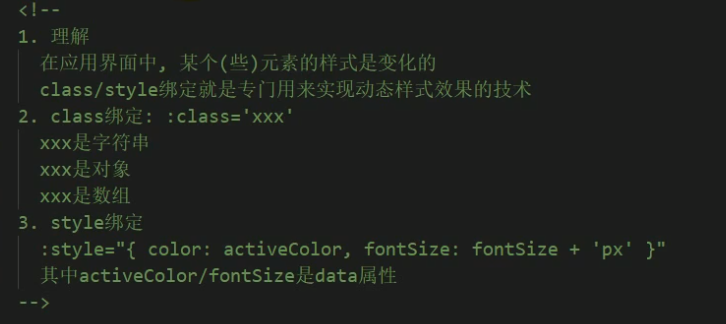 <!--
1. 理解
在应用界面中, 某个(些)元素的样式是变化的
class/style绑定就是专门用来实现动态样式效果的技术
2. class绑定: :class='xxx'
xxx是字符串
xxx是对象
xxx是数组
3. style绑定
:style="{ color: activeColor, fontSize: fontSize + 'px' }"
其中activeColor/fontSize是data属性
-->